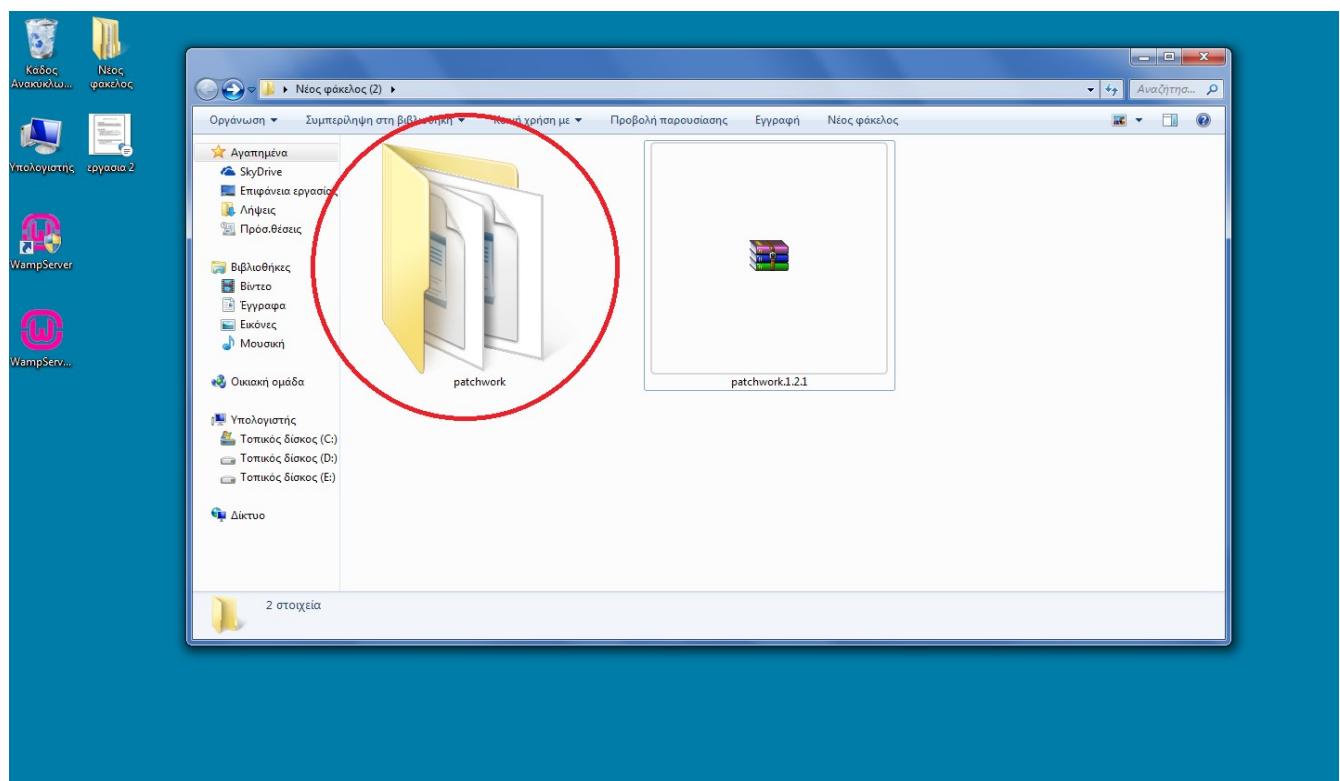 Κάδος
Ανακυκλω...
Νέος
φάκελος
Υπολογιστής
εργασια 2
WampServer
WampServ...
Νέος φάκελος (2)
Αναζήτησ...
Οργάνωση
Συμπερίληψη στη βιβλιοθήκη
Κοινή χρήση με
Προβολή παρουσίασης
Εγγραφή
Νέος φάκελος
Αγαπημένα
SkyDrive
Επιφάνεια εργασίας
Λήψεις
Πρόσ.θέσεις
Βιβλιοθήκες
Βίντεο
Έγγραφα
Εικόνες
Μουσική
Οικιακή ομάδα
Υπολογιστής
Τοπικός δίσκος (C:)
Τοπικός δίσκος (D:)
Τοπικός δίσκος (E:)
Δίκτυο
patchwork
patchwork.1.2.1
2 στοιχεία